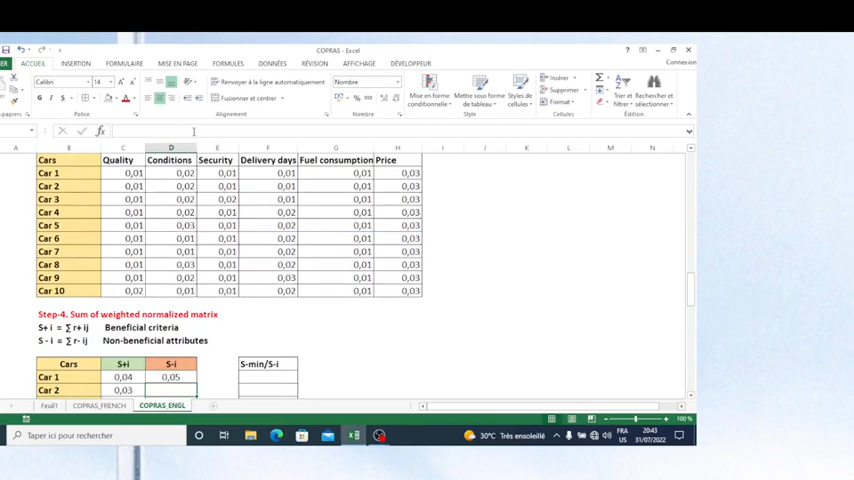 COPRAS - Excel
ACCUEIL INSERTION FORMULAIRE MISE EN PAGE FORMULES DONNÉES RÉVISION AFFICHAGE DÉVELOPPEUR Connexion
Calibri 14 A A Renvoyer à la ligne automatiquement Nombre Insérer
G I S A Fusionner et centrer % 000 Mise en forme conditionnelle Mettre sous forme de tableau Styles de cellules Format Trier et filtrer Rechercher et sélectionner
Police Alignement Nombre Style Cellules Édition
fx
A B C D E F G H I J K L M N
Cars Quality Conditions Security Delivery days Fuel consumption Price
Car 1 0,01 0,02 0,01 0,01 0,01 0,03
Car 2 0,01 0,02 0,01 0,01 0,01 0,03
Car 3 0,01 0,02 0,02 0,01 0,01 0,03
Car 4 0,01 0,02 0,01 0,02 0,01 0,03
Car 5 0,01 0,03 0,01 0,02 0,01 0,03
Car 6 0,01 0,01 0,01 0,02 0,01 0,03
Car 7 0,01 0,01 0,01 0,02 0,01 0,03
Car 8 0,01 0,03 0,01 0,02 0,01 0,03
Car 9 0,01 0,02 0,01 0,03 0,01 0,03
Car 10 0,02 0,01 0,01 0,02 0,01 0,03
Step-4. Sum of weighted normalized matrix
S+ i = ∑ r+ ij Beneficial criteria
S - i = ∑ r- ij Non-beneficial attributes
Cars S+i S-i S-min/S-i
Car 1 0,04 0,05
Car 2 0,03
Feuil1 COPRAS_FRENCH COPRAS_ENGL
100 %
Taper ici pour rechercher 30°C Très ensoleillé FRA US 20:43 31/07/2022